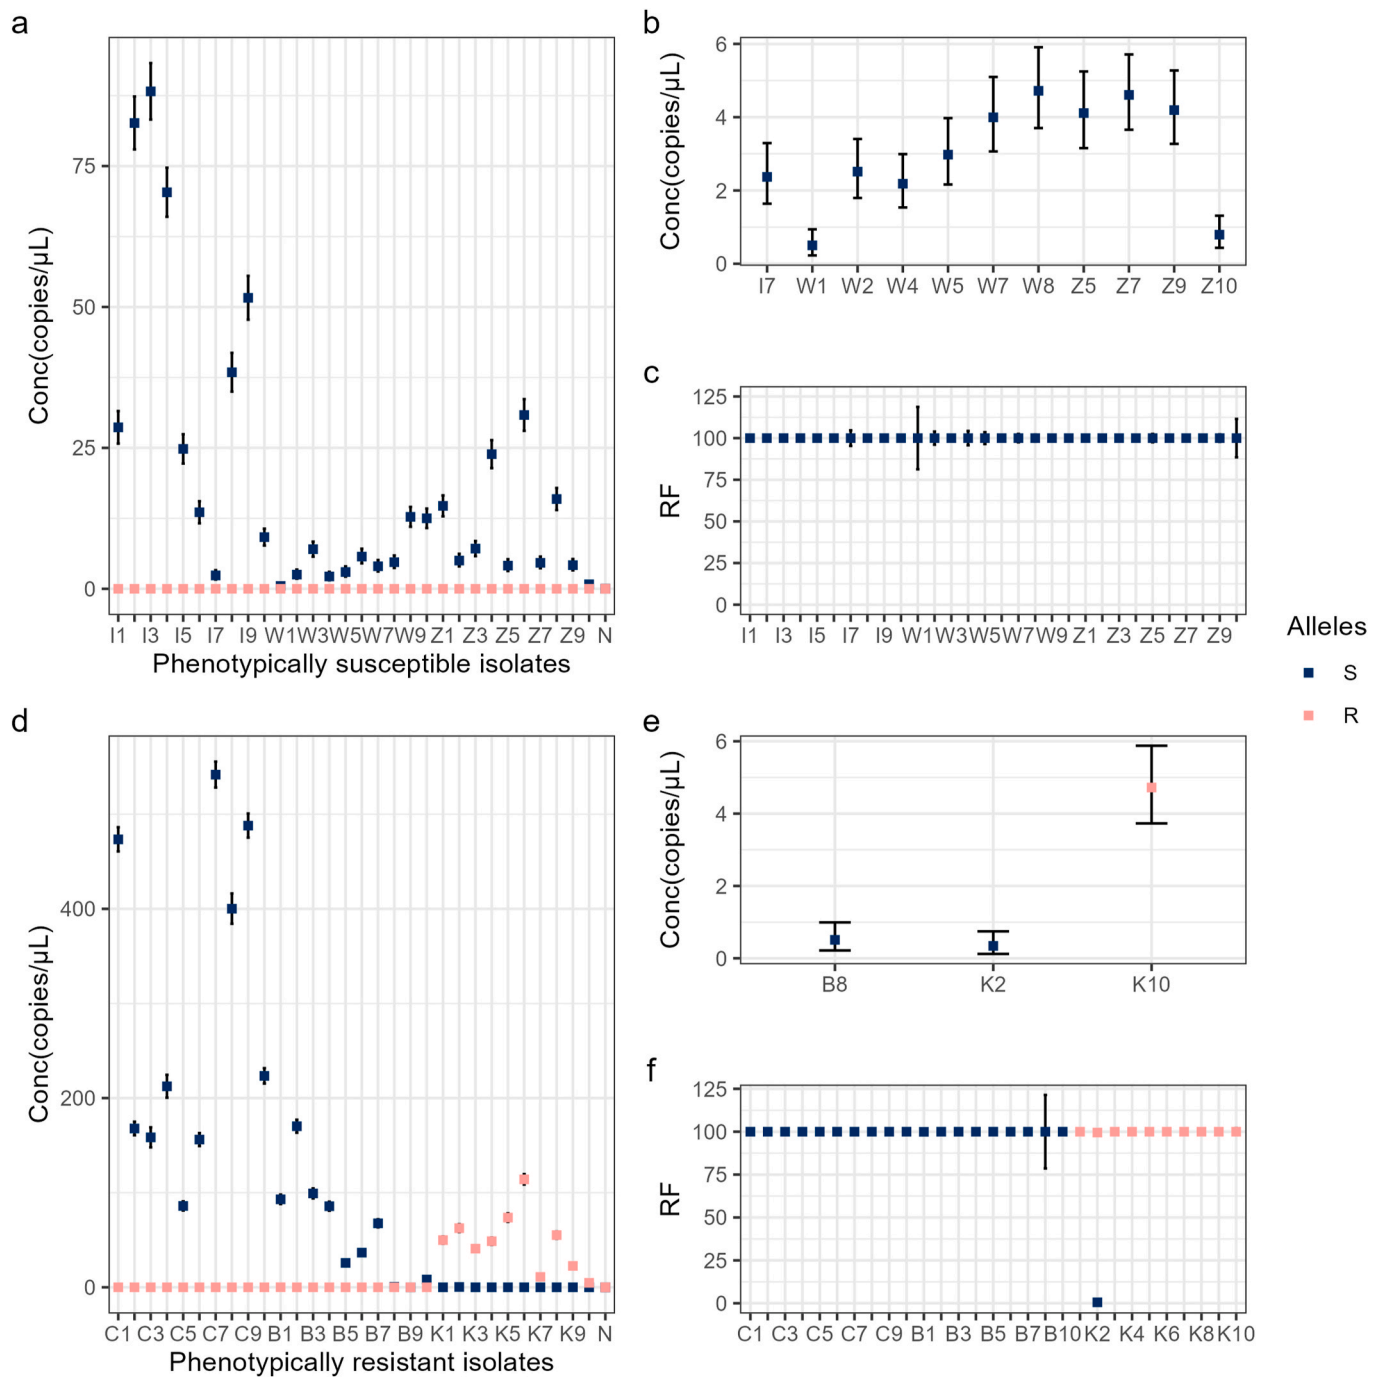 a
Conc(copies/µL)
75
50
25
0
I1 I3 I5 I7 I9 W1 W3 W5 W7 W9 Z1 Z3 Z5 Z7 Z9 N
Phenotypically susceptible isolates
b
Conc(copies/µL)
6
4
2
0
I7 W1 W2 W4 W5 W7 W8 Z5 Z7 Z9 Z10
c
RF
125
100
75
50
25
0
I1 I3 I5 I7 I9 W1 W3 W5 W7 W9 Z1 Z3 Z5 Z7 Z9
Alleles
S
R
d
Conc(copies/µL)
400
200
0
C1 C3 C5 C7 C9 B1 B3 B5 B7 B9 K1 K3 K5 K7 K9 N
Phenotypically resistant isolates
e
Conc(copies/µL)
6
4
2
0
B8 K2 K10
f
RF
125
100
75
50
25
0
C1 C3 C5 C7 C9 B1 B3 B5 B7 B10 K2 K4 K6 K8 K10